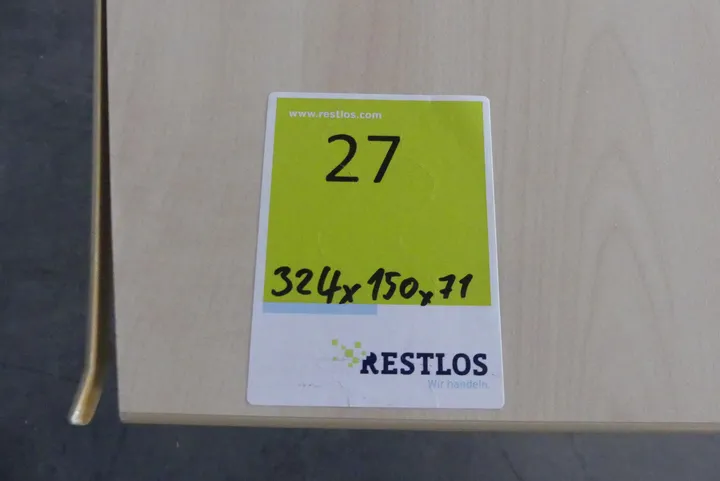 www.restlos.com
27
324x150x71
RESTLOS
Wir handeln.